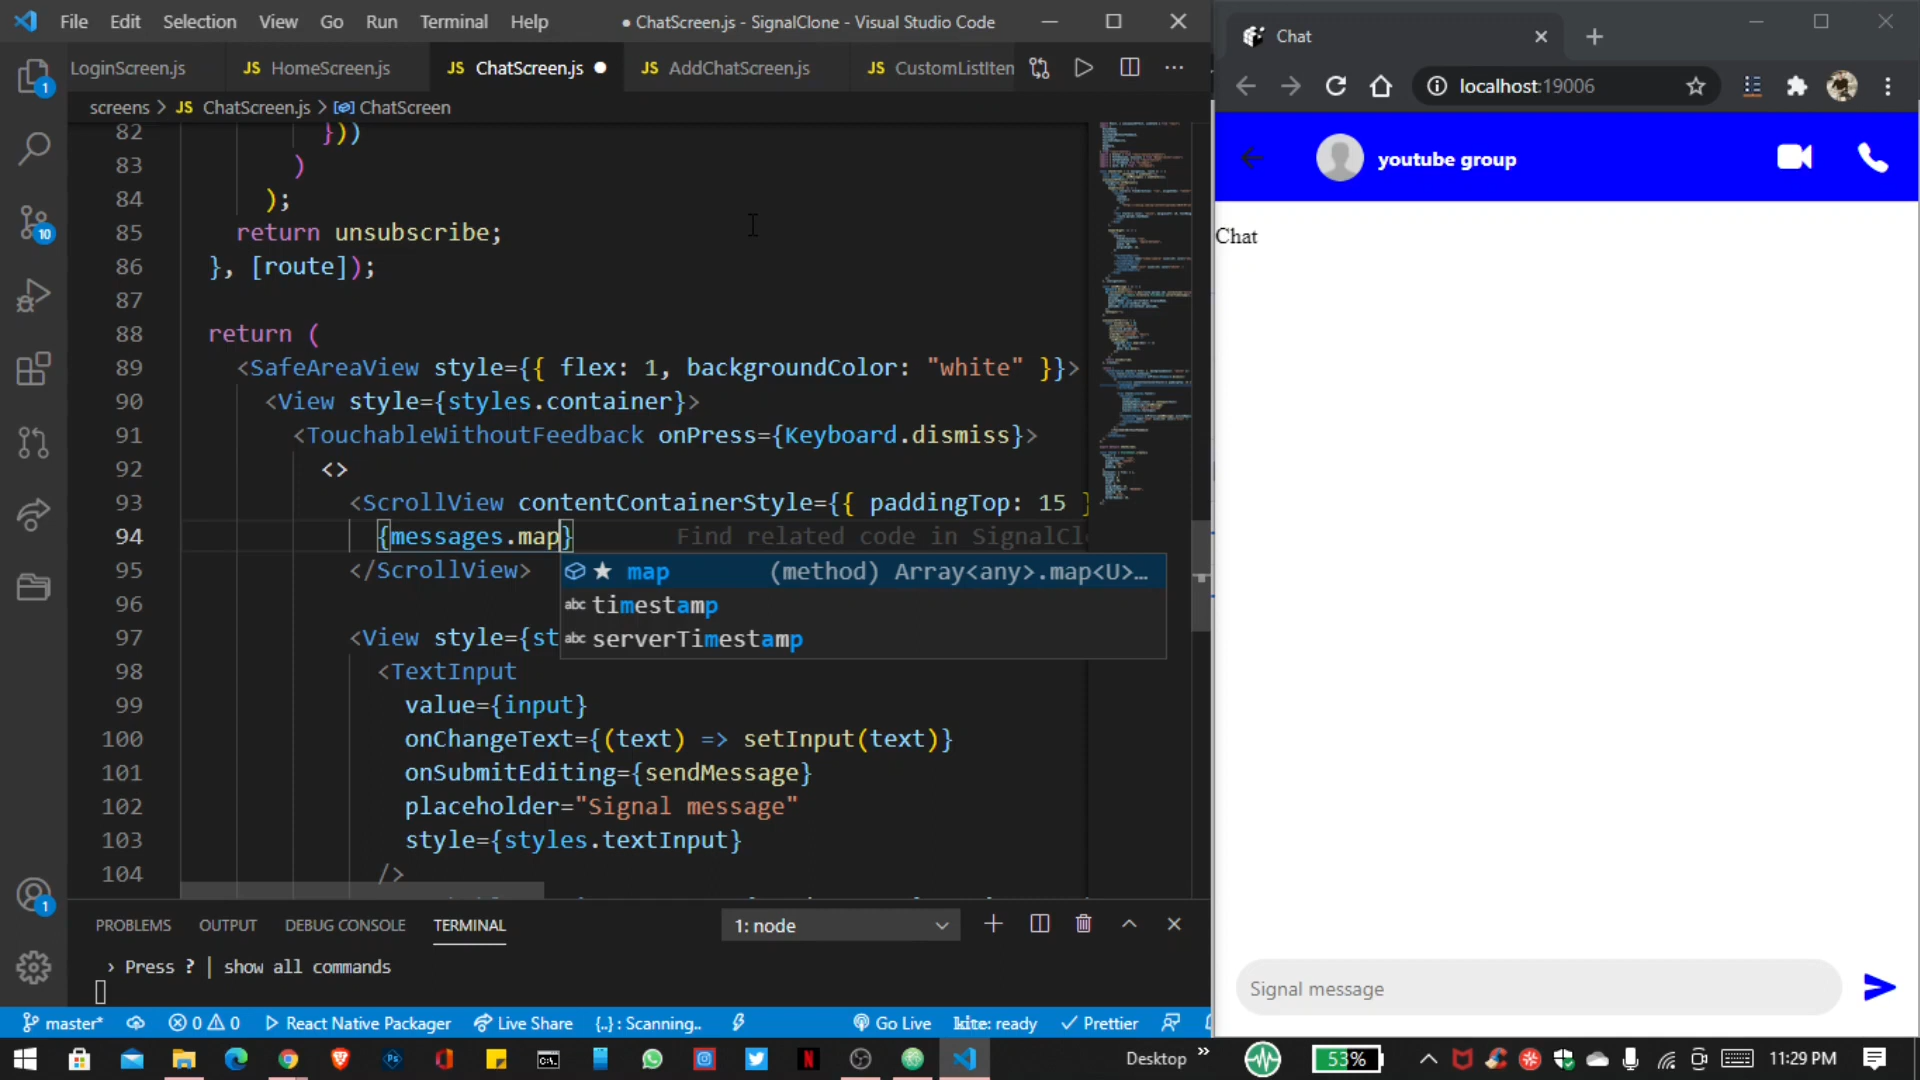 File Edit Selection View Go Run Terminal Help
● ChatScreen.js - SignalClone - Visual Studio Code
LoginScreen.js
JS HomeScreen.js
JS ChatScreen.js ●
JS AddChatScreen.js
JS CustomListIten
screens > JS ChatScreen.js > ChatScreen
82 }))
83 )
84 );
85 return unsubscribe;
86 }, [route]);
87
88 return (
89 <SafeAreaView style={{ flex: 1, backgroundColor: "white" }}>
90 <View style={styles.container}>
91 <TouchableWithoutFeedback onPress={Keyboard.dismiss}>
92 <>
93 <ScrollView contentContainerStyle={{ paddingTop: 15 }
94 {messages.map} Find related code in SignalCl
95 </ScrollView>
map (method) Array<any>.map<U>…
abc timestamp
abc serverTimestamp
96
97 <View style={st
98 <TextInput
99 value={input}
100 onChangeText={(text) => setInput(text)}
101 onSubmitEditing={sendMessage}
102 placeholder="Signal message"
103 style={styles.textInput}
104 />
PROBLEMS OUTPUT DEBUG CONSOLE TERMINAL
1: node
› Press ? | show all commands
master* 0 0 React Native Packager Live Share {..} : Scanning.. Go Live kite: ready Prettier
Chat
localhost:19006
youtube group
Chat
Signal message
1
10
1
Desktop »
53%
11:29 PM